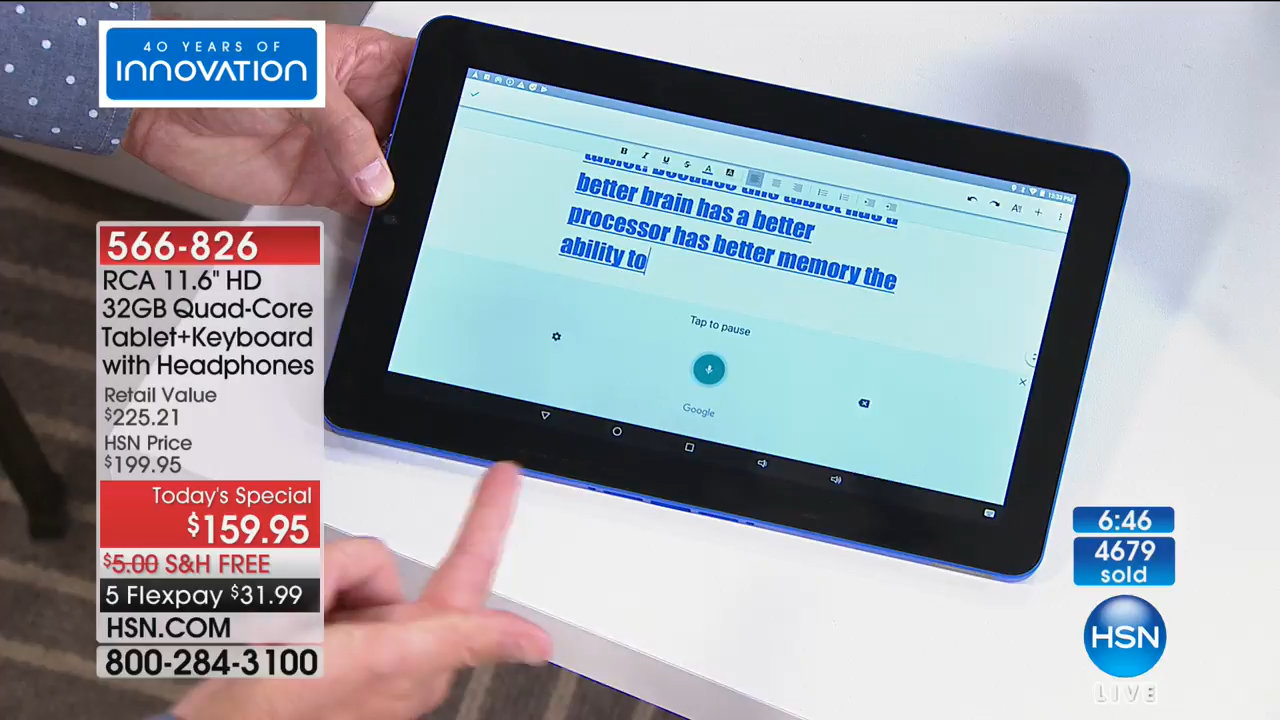 40 YEARS OF
INNOVATION
566-826
RCA 11.6" HD
32GB Quad-Core
Tablet+Keyboard
with Headphones
Retail Value
$225.21
HSN Price
$199.95
Today's Special
$159.95
$5.00 S&H FREE
5 Flexpay $31.99
HSN.COM
800-284-3100
B I U S A A
better brain has a better
processor has better memory the
ability to
Tap to pause
Google
6:46
4679
sold
HSN
LIVE